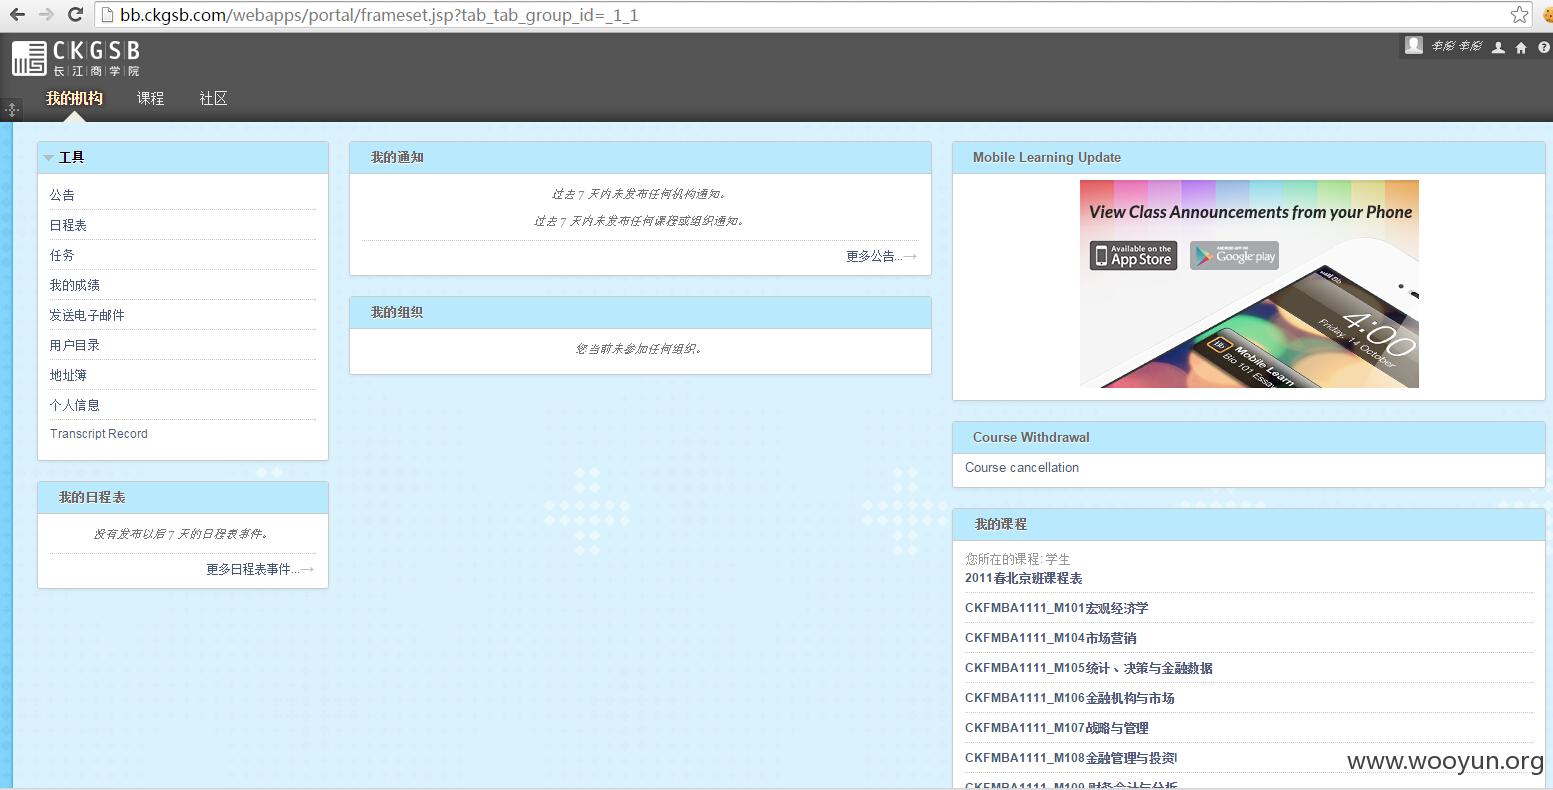 bb.ckgsb.com/webapps/portal/frameset.jsp?tab_tab_group_id=_1_1
CKGSB
长江商学院
我的机构 课程 社区
工具
公告
日程表
任务
我的成绩
发送电子邮件
用户目录
地址簿
个人信息
Transcript Record
我的日程表
没有发布以后 7 天的日程表事件。
更多日程表事件...→
我的通知
过去 7 天内未发布任何机构通知。
过去 7 天内未发布任何课程或组织通知。
更多公告...→
我的组织
您当前未参加任何组织。
Mobile Learning Update
View Class Announcements from your Phone
Available on the
App Store
ANDROID APP ON
Google play
4:00
Friday, 14 October
Bb
Mobile Learn
Bio 101 Essay
Course Withdrawal
Course cancellation
我的课程
您所在的课程: 学生
2011春北京班课程表
CKFMBA1111_M101宏观经济学
CKFMBA1111_M104市场营销
CKFMBA1111_M105统计、决策与金融数据
CKFMBA1111_M106金融机构与市场
CKFMBA1111_M107战略与管理
CKFMBA1111_M108金融管理与投资I
CKFMBA1111_M109 财务会计与分析
www.wooyun.org